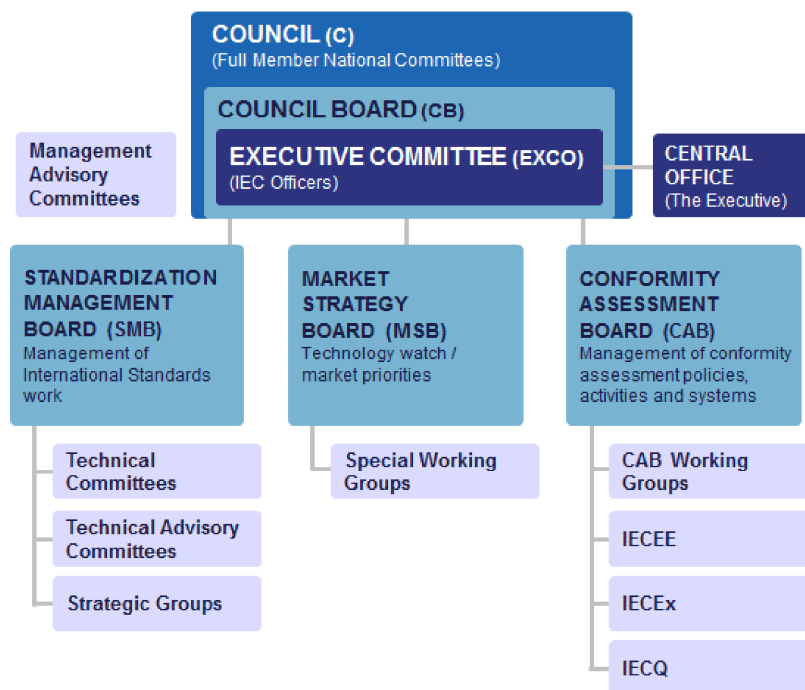 COUNCIL (C)
(Full Member National Committees)
COUNCIL BOARD (CB)
EXECUTIVE COMMITTEE (EXCO)
(IEC Officers)
Management
Advisory
Committees
CENTRAL
OFFICE
(The Executive)
STANDARDIZATION
MANAGEMENT
BOARD (SMB)
Management of
International Standards
work
MARKET
STRATEGY
BOARD (MSB)
Technology watch /
market priorities
CONFORMITY
ASSESSMENT
BOARD (CAB)
Management of conformity
assessment policies,
activities and systems
Technical
Committees
Technical Advisory
Committees
Strategic Groups
Special Working
Groups
CAB Working
Groups
IECEE
IECEx
IECQ